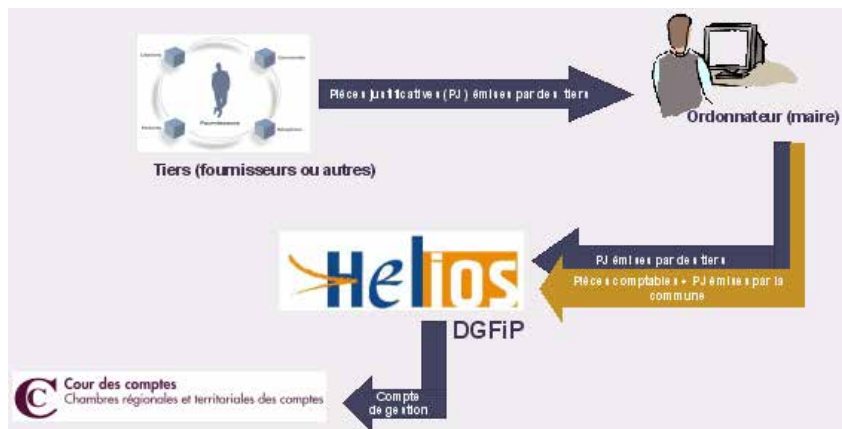 Fournisseurs
Pièces justificatives (PJ) émises par des tiers
Ordonnateur (maire)
Tiers (fournisseurs ou autres)
Helios
PJ émises par des tiers
Pièces comptables + PJ émises par la
commune
DGFiP
Cour des comptes
Chambres régionales et territoriales des comptes
Compte
de gestion